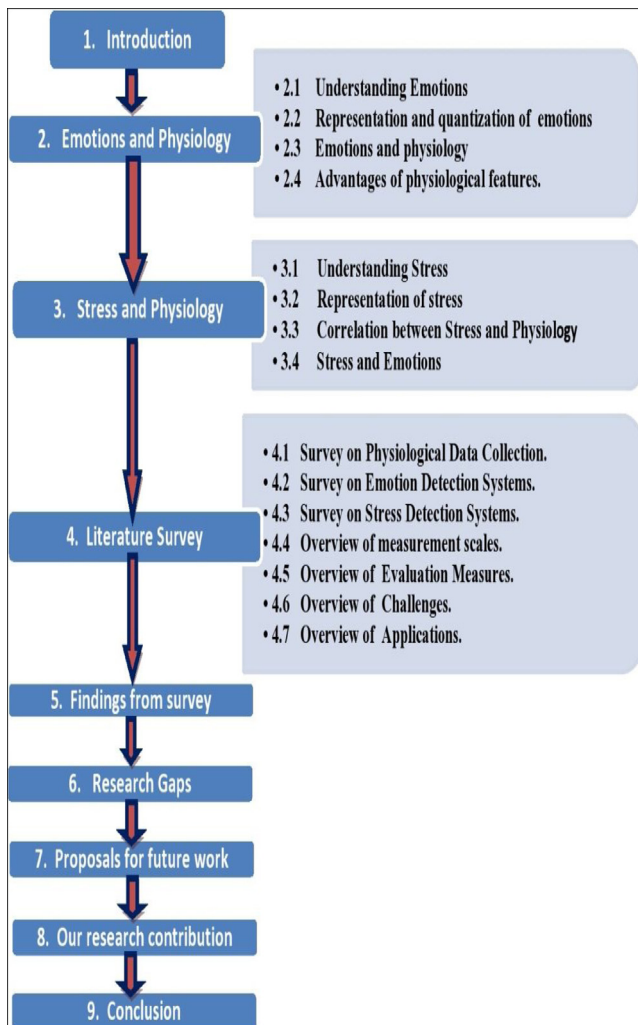 1. Introduction
2. Emotions and Physiology
• 2.1 Understanding Emotions
• 2.2 Representation and quantization of emotions
• 2.3 Emotions and physiology
• 2.4 Advantages of physiological features.
3. Stress and Physiology
• 3.1 Understanding Stress
• 3.2 Representation of stress
• 3.3 Correlation between Stress and Physiology
• 3.4 Stress and Emotions
4. Literature Survey
• 4.1 Survey on Physiological Data Collection.
• 4.2 Survey on Emotion Detection Systems.
• 4.3 Survey on Stress Detection Systems.
• 4.4 Overview of measurement scales.
• 4.5 Overview of Evaluation Measures.
• 4.6 Overview of Challenges.
• 4.7 Overview of Applications.
5. Findings from survey
6. Research Gaps
7. Proposals for future work
8. Our research contribution
9. Conclusion